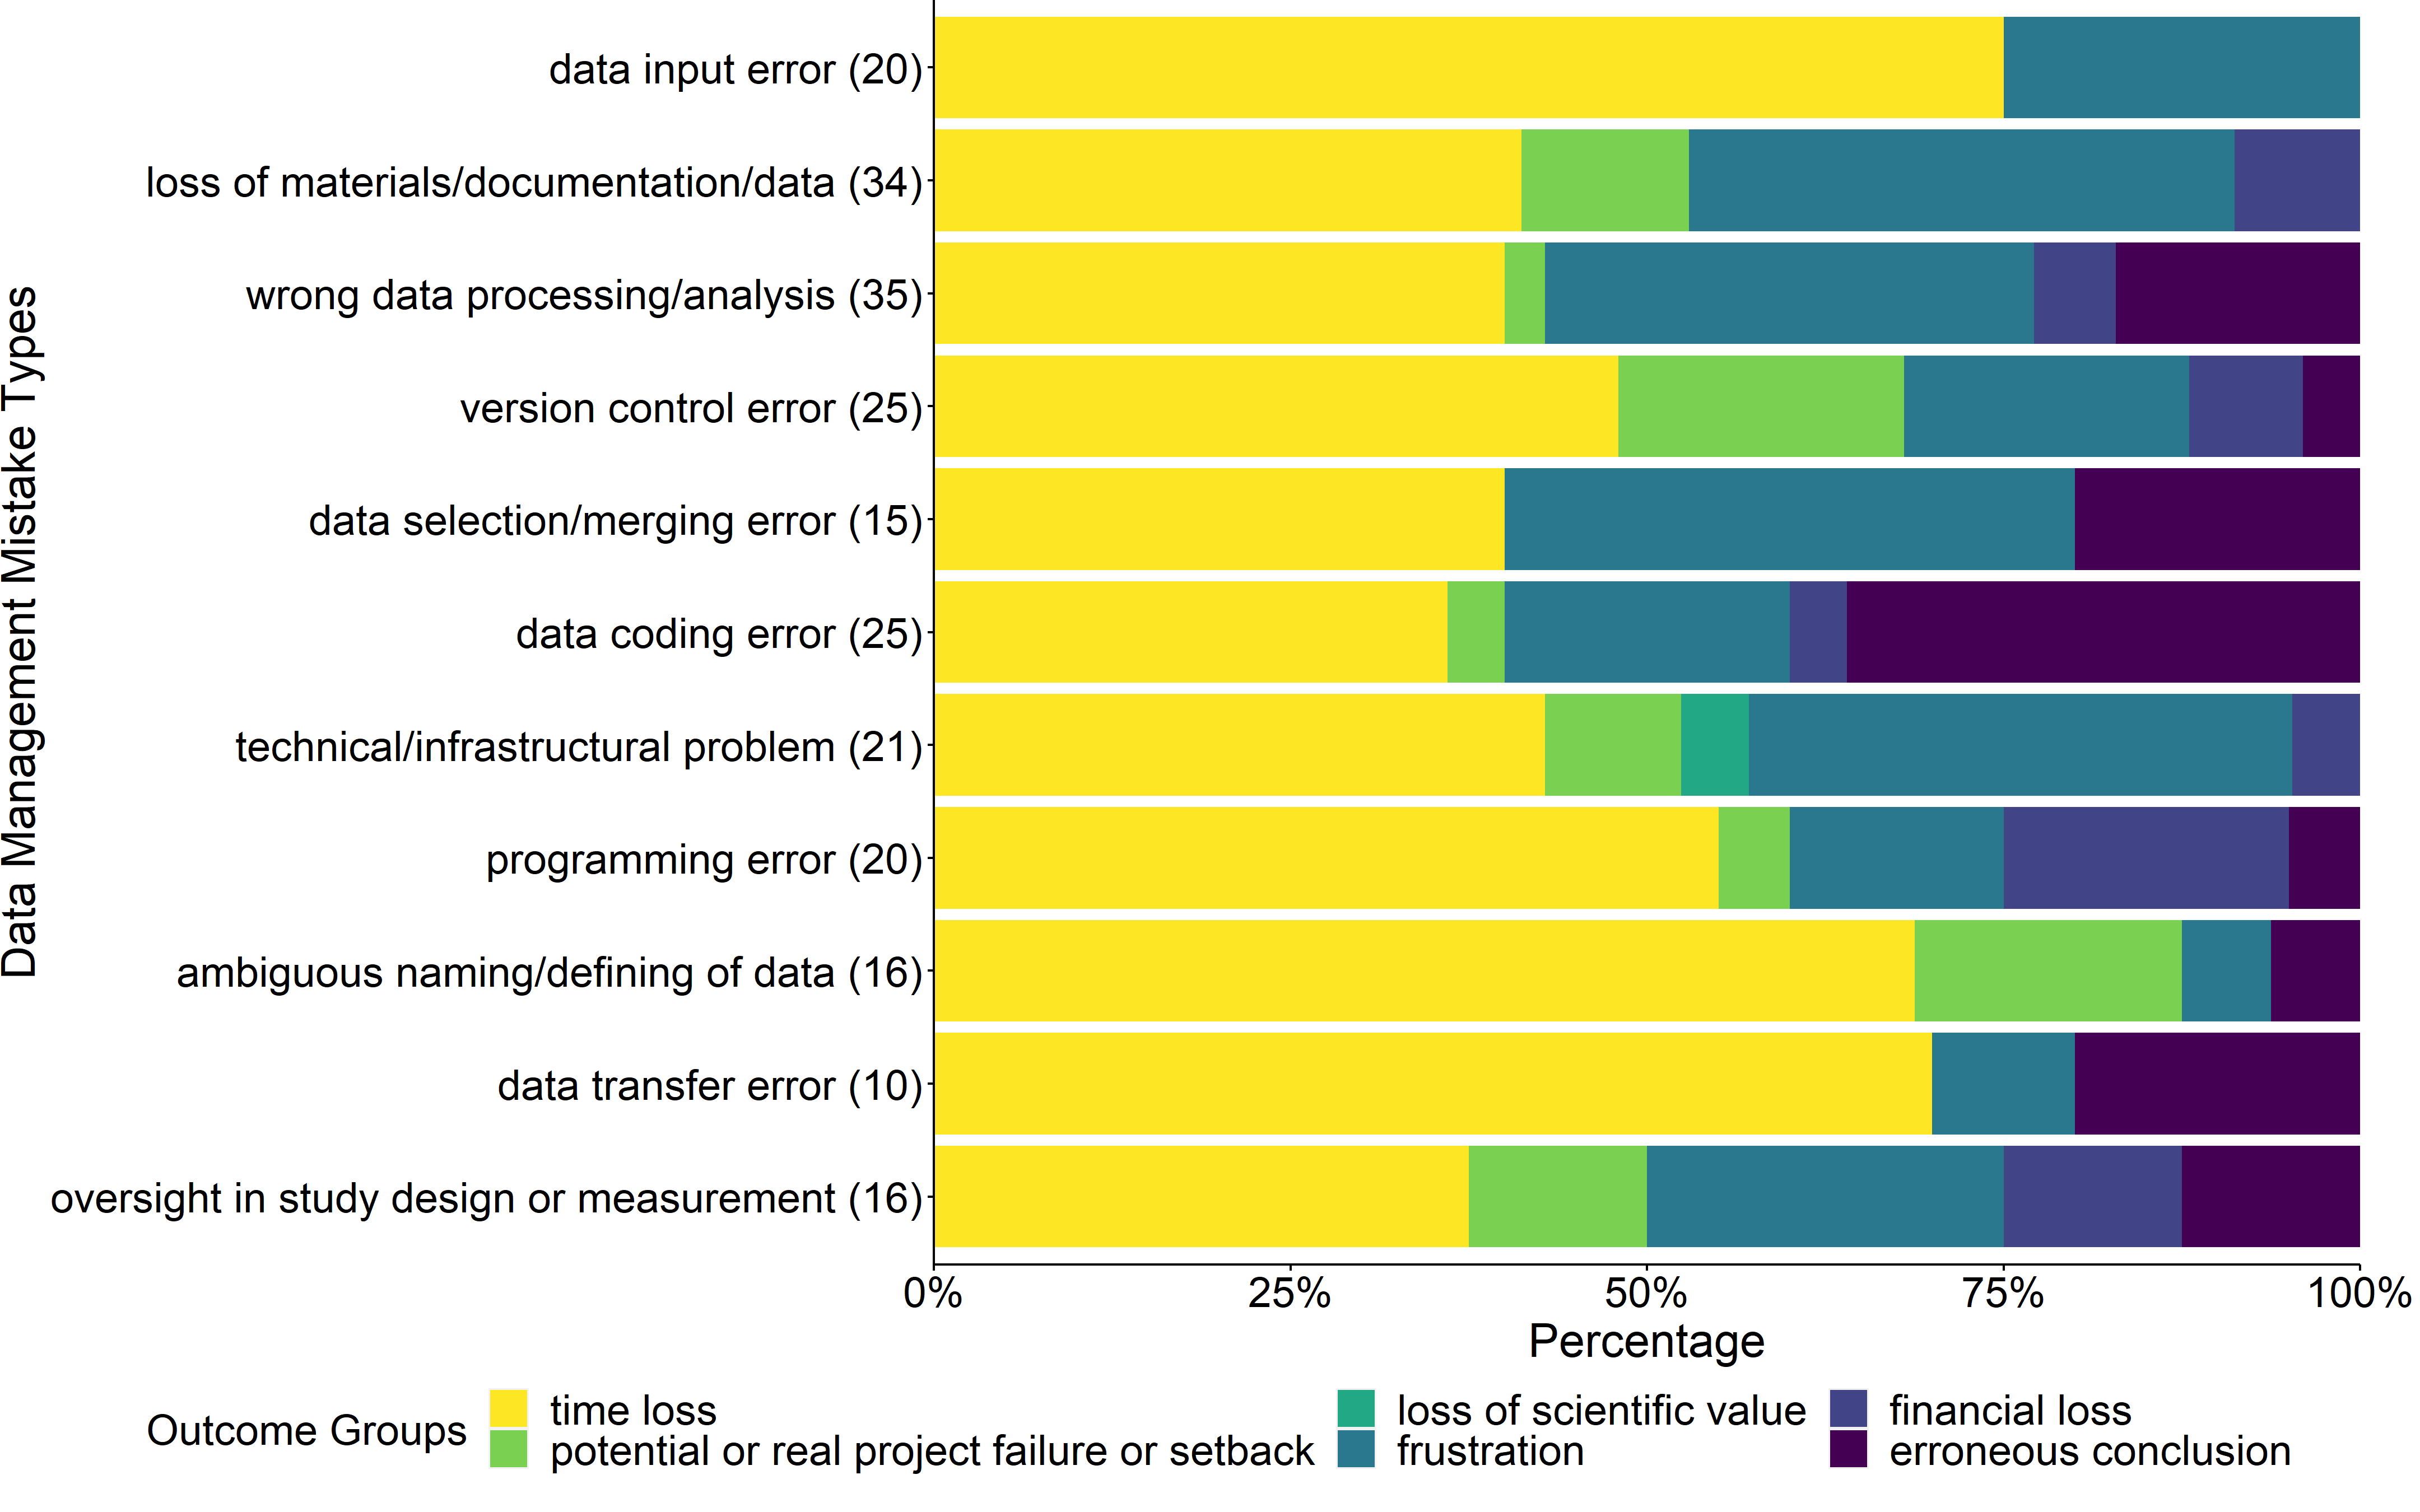 Data Management Mistake Types
data input error (20)
loss of materials/documentation/data (34)
wrong data processing/analysis (35)
version control error (25)
data selection/merging error (15)
data coding error (25)
technical/infrastructural problem (21)
programming error (20)
ambiguous naming/defining of data (16)
data transfer error (10)
oversight in study design or measurement (16)
0% 25% 50% 75% 100%
Percentage
Outcome Groups
time loss
potential or real project failure or setback
loss of scientific value
frustration
financial loss
erroneous conclusion